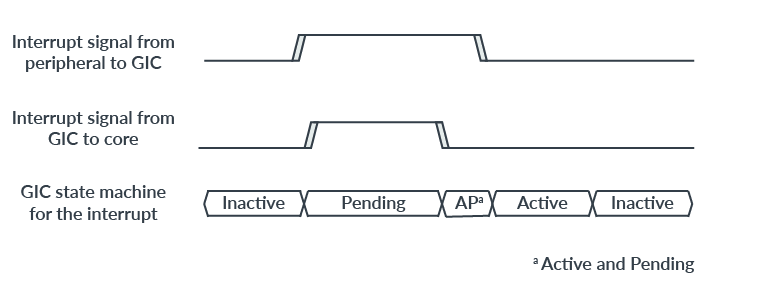 Interrupt signal from
peripheral to GIC
Interrupt signal from
GIC to core
GIC state machine
for the interrupt
Inactive Pending APª Active Inactive
ª Active and Pending